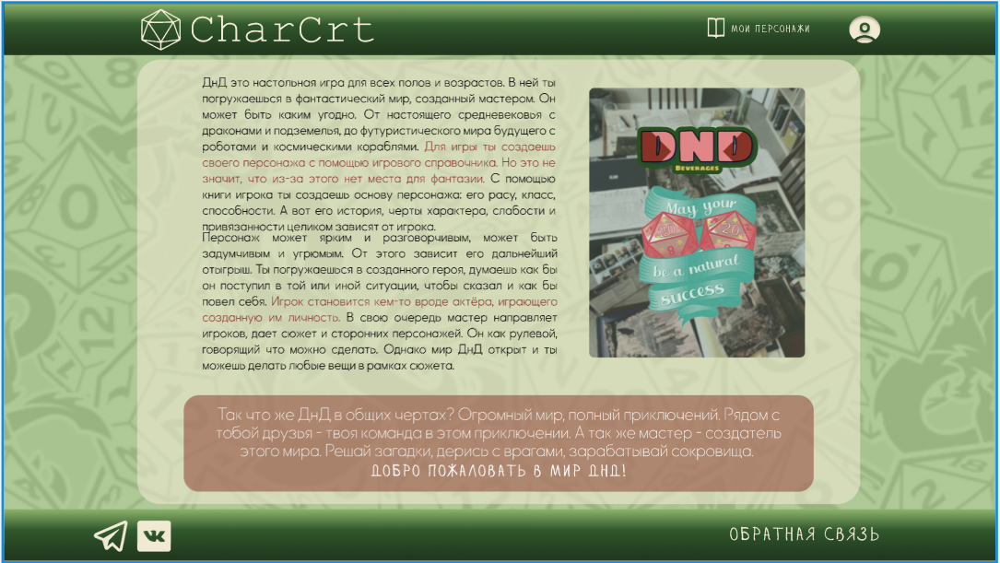 CharCrt
МОИ ПЕРСОНАЖИ
ДнД это настольная игра для всех полов и возрастов. В ней ты
погружаешься в фантастический мир, созданный мастером. Он
может быть каким угодно. От настоящего средневековья с
драконами и подземелья, до футуристического мира будущего с
роботами и космическими кораблями. Для игры ты создаешь
своего персонажа с помощью игрового справочника. Но это не
значит, что из-за этого нет места для фантазии. С помощью
книги игрока ты создаешь основу персонажа: его расу, класс,
способности. А вот его история, черты характера, слабости и
привязанности целиком зависят от игрока.
Персонаж может ярким и разговорчивым, может быть
задумчивым и угрюмым. От этого зависит его дальнейший
отыгрыш. Ты погружаешься в созданного героя, думаешь как бы
он поступил в той или иной ситуации, чтобы сказал и как бы
повел себя. Игрок становится кем-то вроде актёра, играющего
созданную им личность. В свою очередь мастер направляет
игроков, дает сюжет и сторонних персонажей. Он как рулевой,
говорящий что можно сделать. Однако мир ДнД открыт и ты
можешь делать любые вещи в рамках сюжета.
DND
BEVERAGES
May your
20 20
be a natural
success
Так что же ДнД в общих чертах? Огромный мир, полный приключений. Рядом с
тобой друзья - твоя команда в этом приключении. А так же мастер - создатель
этого мира. Решай загадки, дерись с врагами, зарабатывай сокровища.
ДОБРО ПОЖАЛОВАТЬ В МИР ДНД!
ОБРАТНАЯ СВЯЗЬ